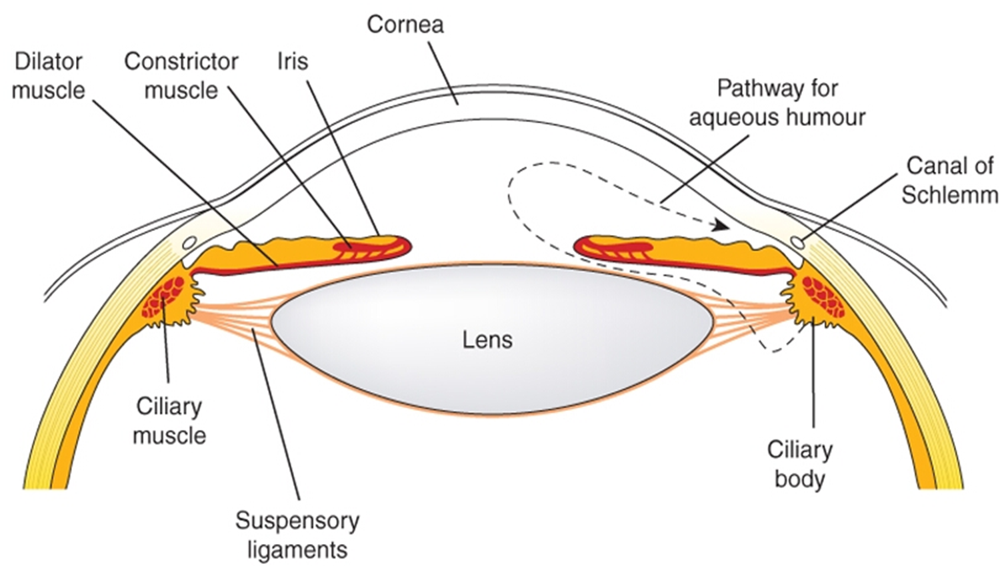 Cornea
Dilator
muscle
Constrictor
muscle
Iris
Pathway for
aqueous humour
Canal of
Schlemm
Lens
Ciliary
muscle
Ciliary
body
Suspensory
ligaments